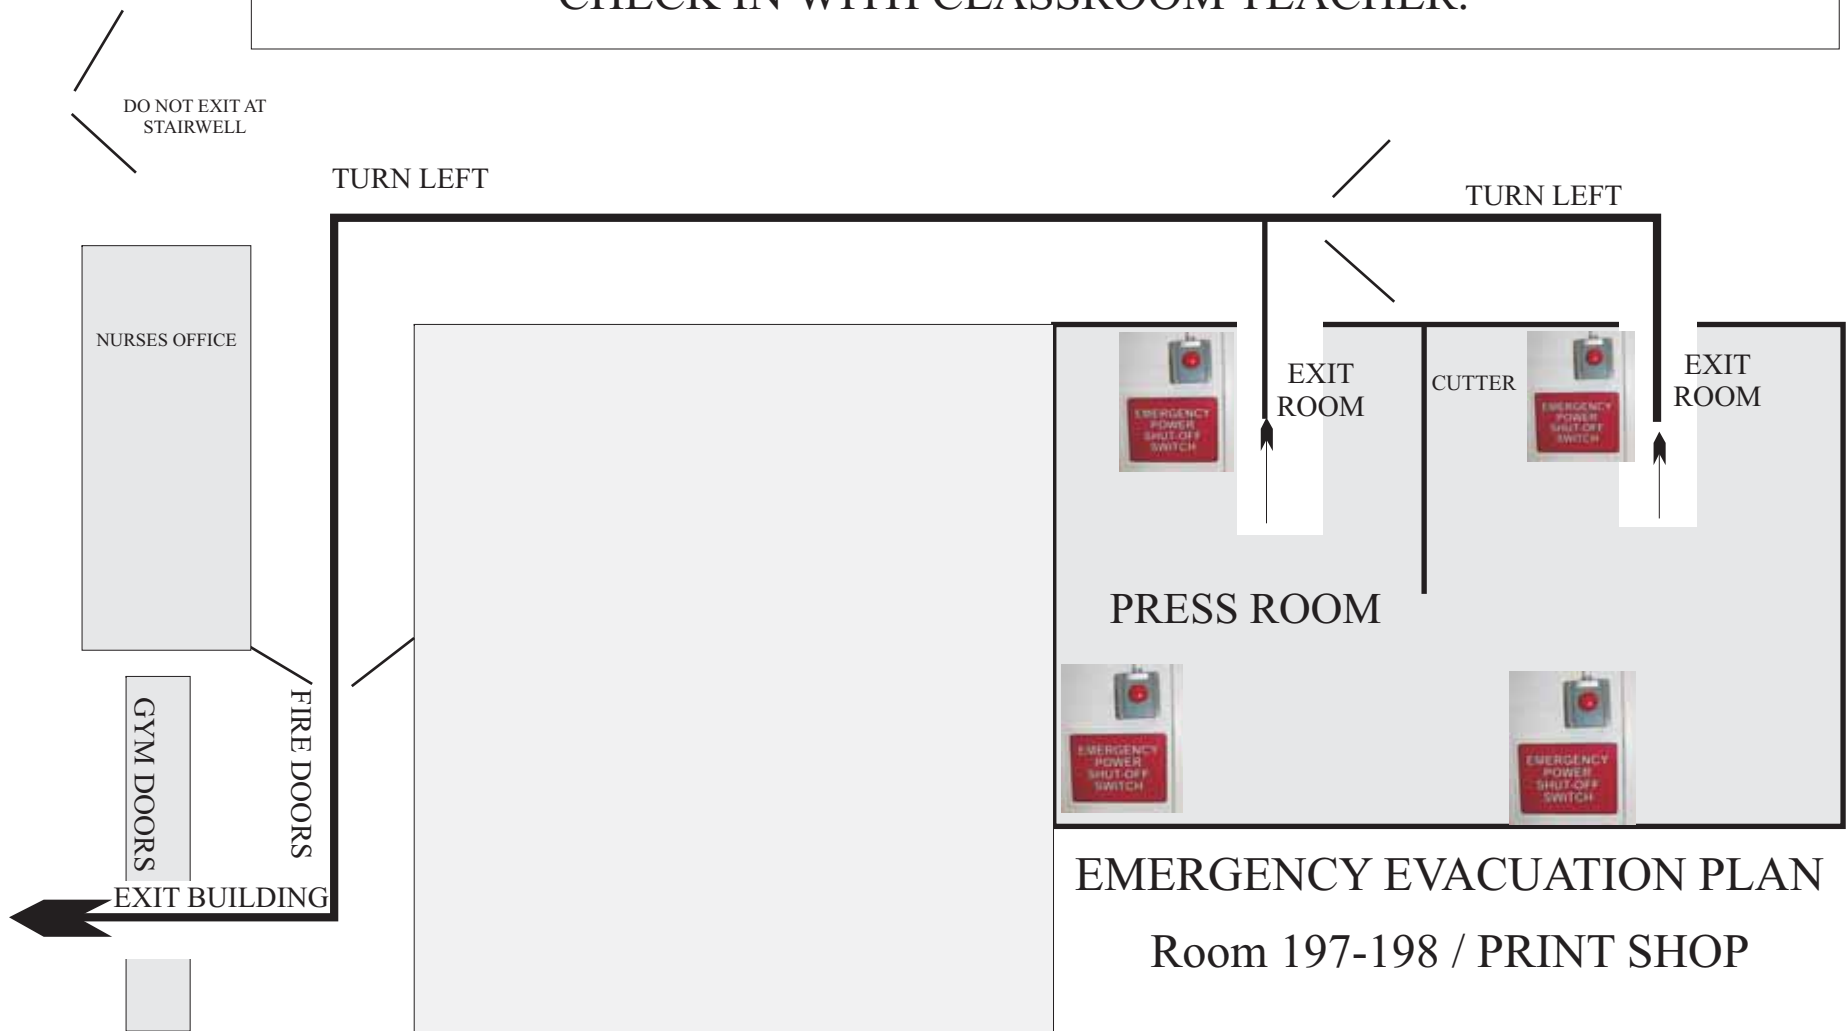 CHECK IN WITH CLASSROOM TEACHER.
DO NOT EXIT AT
STAIRWELL
TURN LEFT
TURN LEFT
NURSES OFFICE
EXIT
ROOM
CUTTER
EXIT
ROOM
EMERGENCY
POWER
SHUT-OFF
SWITCH
EMERGENCY
POWER
SHUT-OFF
SWITCH
PRESS ROOM
GYM DOORS
FIRE DOORS
EMERGENCY
POWER
SHUT-OFF
SWITCH
EMERGENCY
POWER
SHUT-OFF
SWITCH
EXIT BUILDING
EMERGENCY EVACUATION PLAN
Room 197-198 / PRINT SHOP